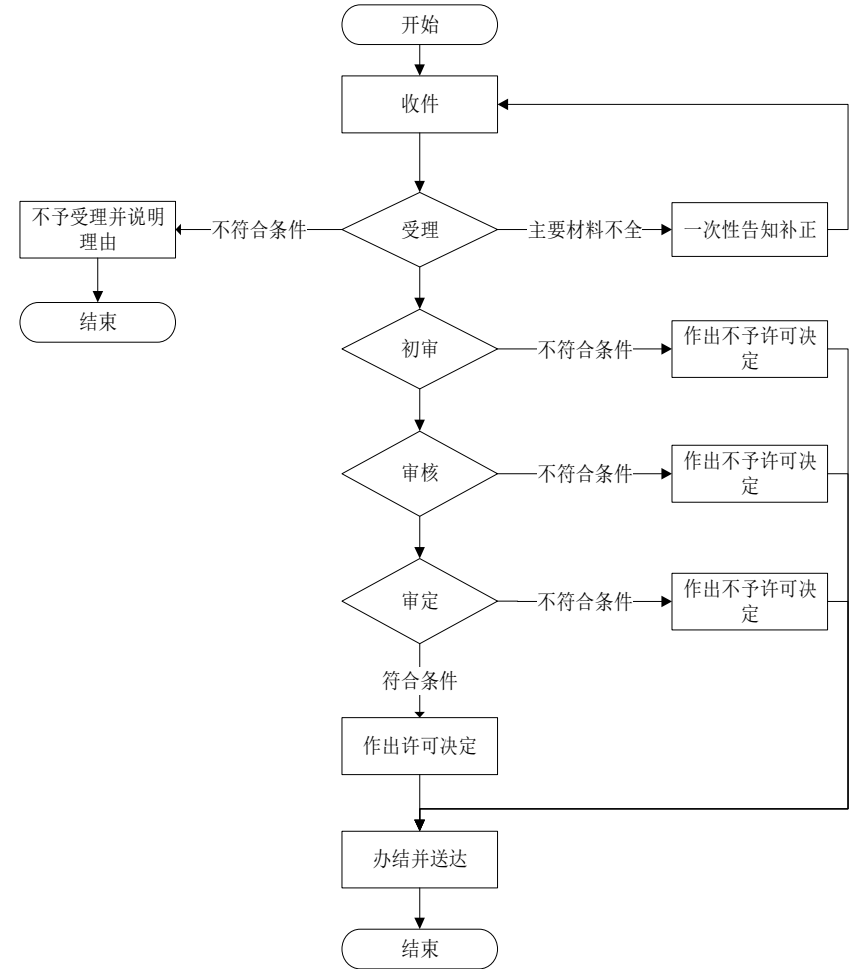 开始
收件
不予受理并说明
理由
不符合条件
受理
主要材料不全
一次性告知补正
结束
初审
不符合条件
作出不予许可决
定
审核
不符合条件
作出不予许可决
定
审定
不符合条件
作出不予许可决
定
符合条件
作出许可决定
办结并送达
结束